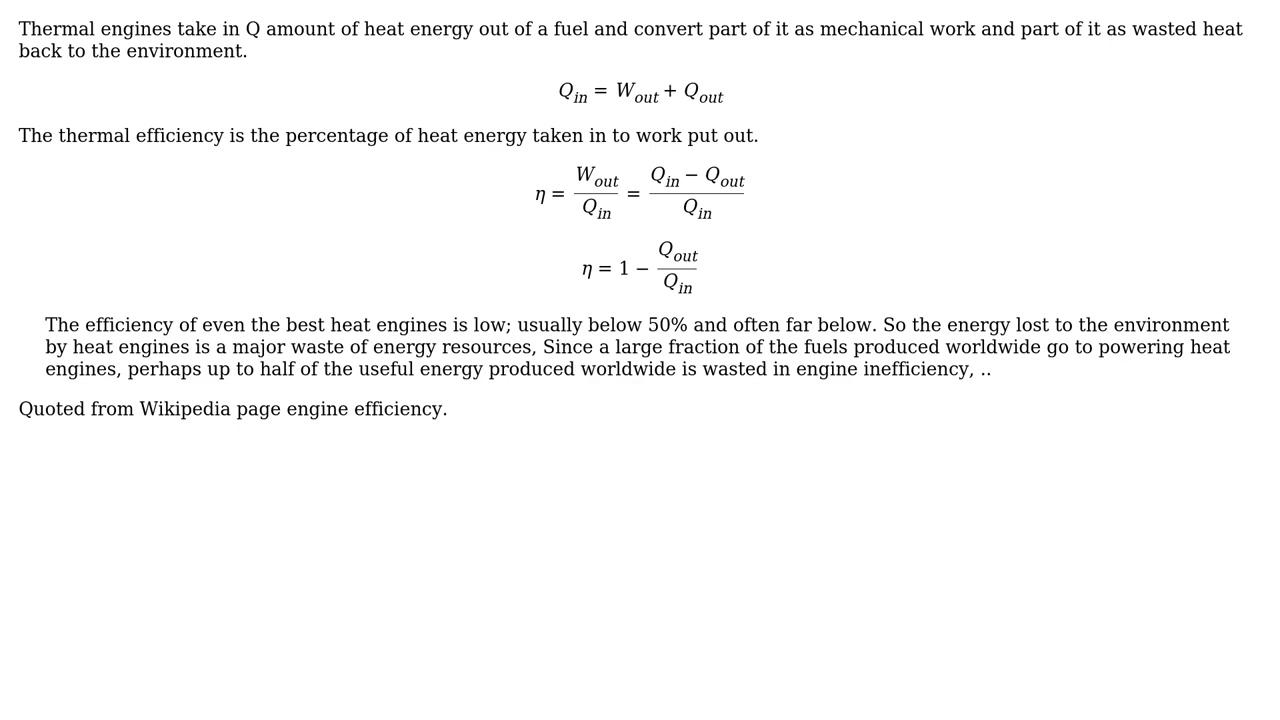 Thermal engines take in Q amount of heat energy out of a fuel and convert part of it as mechanical work and part of it as wasted heat
back to the environment.
Q_in = W_out + Q_out
The thermal efficiency is the percentage of heat energy taken in to work put out.
η = W_out / Q_in = (Q_in − Q_out) / Q_in
η = 1 − Q_out / Q_in
The efficiency of even the best heat engines is low; usually below 50% and often far below. So the energy lost to the environment
by heat engines is a major waste of energy resources, Since a large fraction of the fuels produced worldwide go to powering heat
engines, perhaps up to half of the useful energy produced worldwide is wasted in engine inefficiency, ..
Quoted from Wikipedia page engine efficiency.